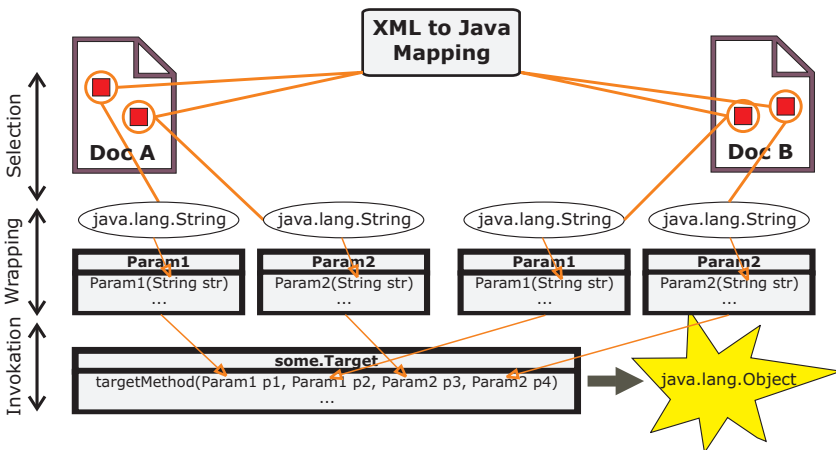 XML to Java
Mapping
Doc A
Doc B
Selection
java.lang.String
java.lang.String
java.lang.String
java.lang.String
Wrapping
Param1
Param1(String str)
...
Param2
Param2(String str)
...
Param1
Param1(String str)
...
Param2
Param2(String str)
...
Invokation
some.Target
targetMethod(Param1 p1, Param1 p2, Param2 p3, Param2 p4)
...
java.lang.Object